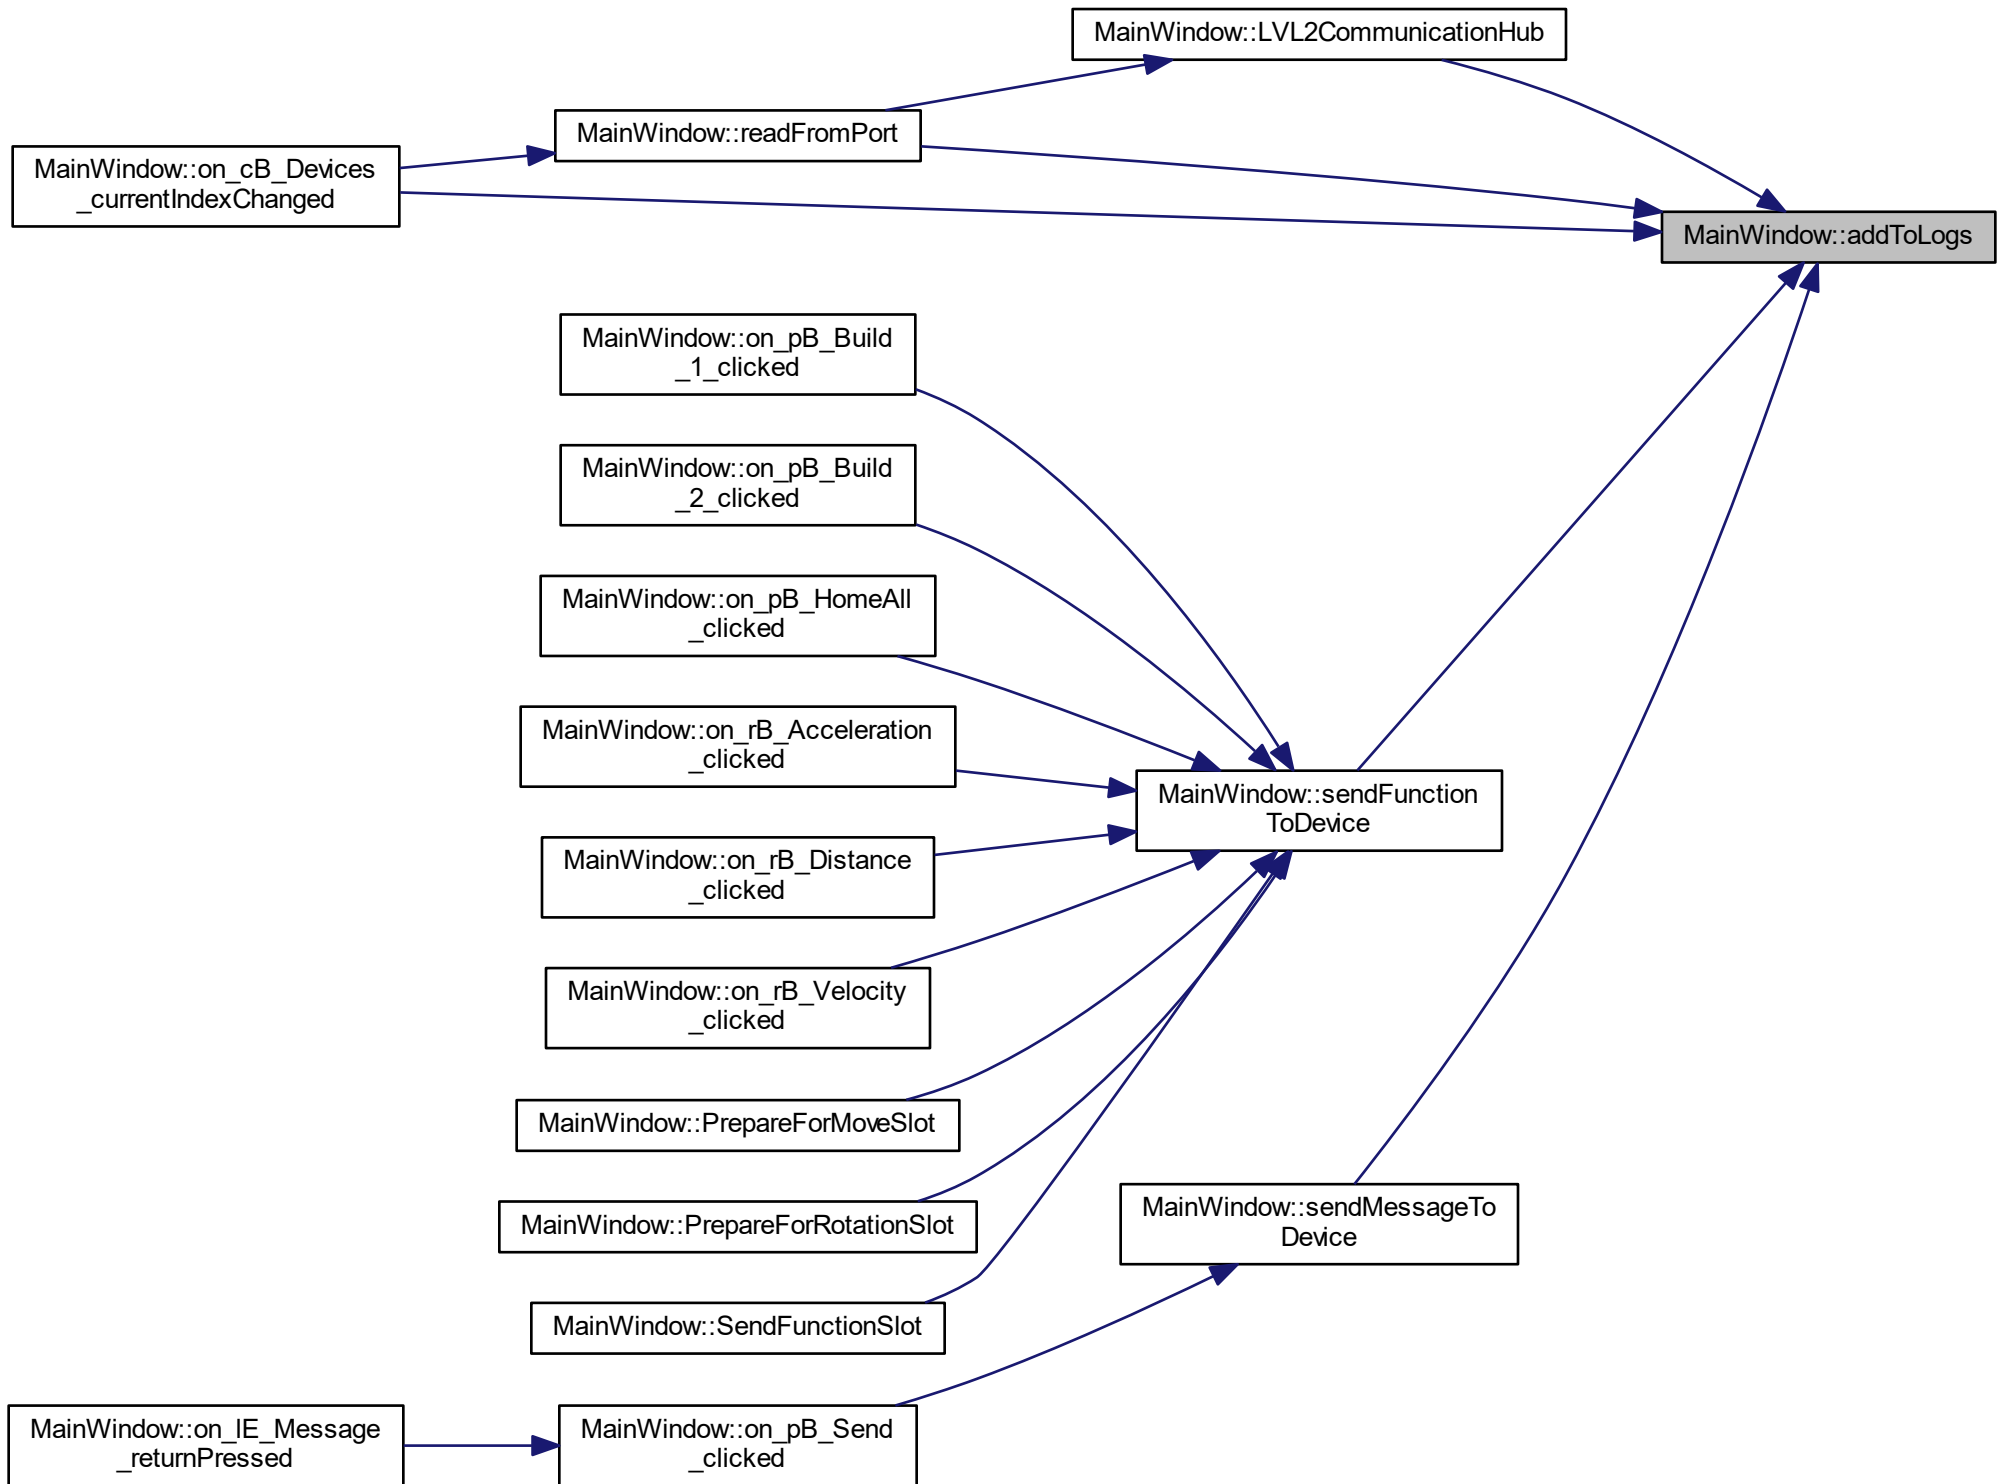 MainWindow::LVL2CommunicationHub
MainWindow::readFromPort
MainWindow::on_cB_Devices
_currentIndexChanged
MainWindow::addToLogs
MainWindow::on_pB_Build
_1_clicked
MainWindow::on_pB_Build
_2_clicked
MainWindow::on_pB_HomeAll
_clicked
MainWindow::on_rB_Acceleration
_clicked
MainWindow::sendFunction
ToDevice
MainWindow::on_rB_Distance
_clicked
MainWindow::on_rB_Velocity
_clicked
MainWindow::PrepareForMoveSlot
MainWindow::PrepareForRotationSlot
MainWindow::sendMessageTo
Device
MainWindow::SendFunctionSlot
MainWindow::on_lE_Message
_returnPressed
MainWindow::on_pB_Send
_clicked